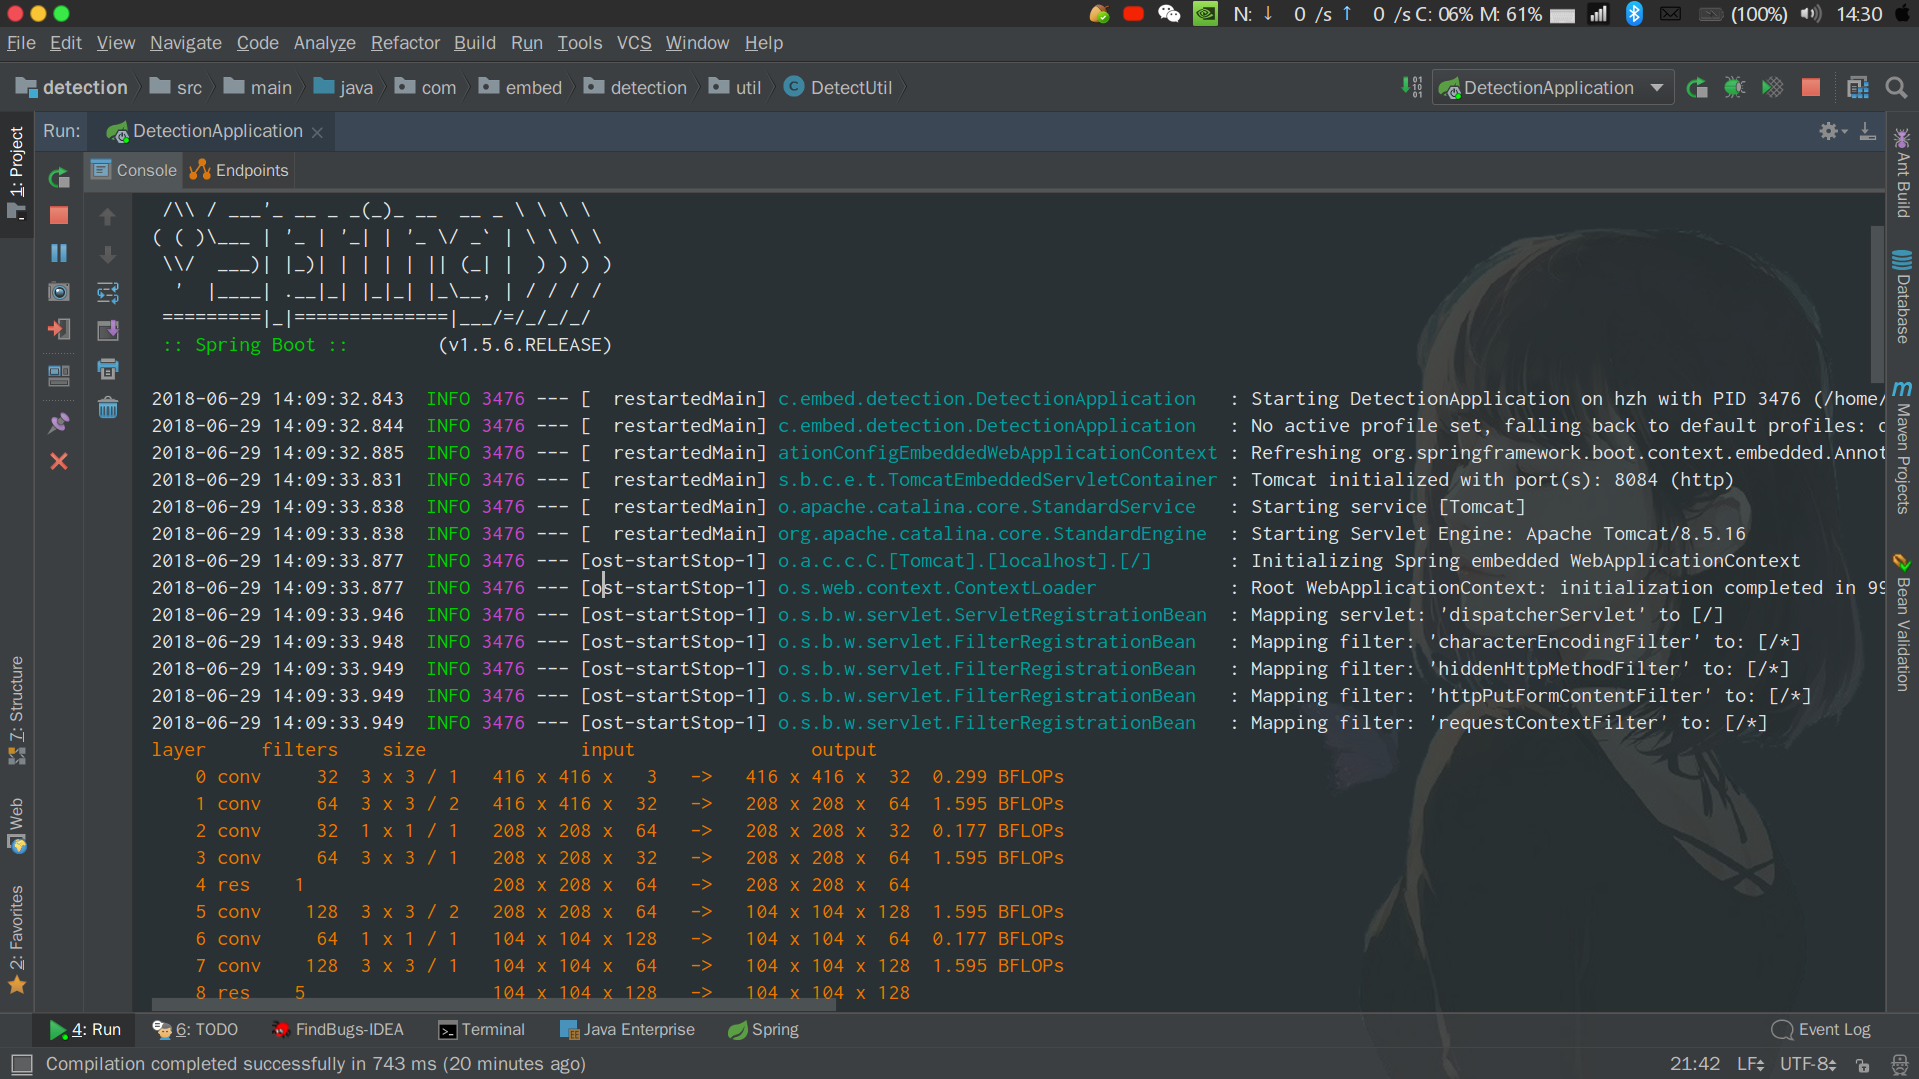 N: ↓ 0 /s ↑ 0 /s C: 06% M: 61% (100%) 14:30
File Edit View Navigate Code Analyze Refactor Build Run Tools VCS Window Help
detection src main java com embed detection util DetectUtil DetectionApplication
Run: DetectionApplication
Console Endpoints
 /\\ / ___'_ __ _ _(_)_ __  __ _ \ \ \ \
( ( )\___ | '_ | '_| | '_ \/ _` | \ \ \ \
 \\/  ___)| |_)| | | | | || (_| |  ) ) ) )
  '  |____| .__|_| |_|_| |_\__, | / / / /
 =========|_|==============|___/=/_/_/_/
 :: Spring Boot ::        (v1.5.6.RELEASE)
2018-06-29 14:09:32.843  INFO 3476 --- [  restartedMain] c.embed.detection.DetectionApplication   : Starting DetectionApplication on hzh with PID 3476 (/home/
2018-06-29 14:09:32.844  INFO 3476 --- [  restartedMain] c.embed.detection.DetectionApplication   : No active profile set, falling back to default profiles: d
2018-06-29 14:09:32.885  INFO 3476 --- [  restartedMain] ationConfigEmbeddedWebApplicationContext : Refreshing org.springframework.boot.context.embedded.Annot
2018-06-29 14:09:33.831  INFO 3476 --- [  restartedMain] s.b.c.e.t.TomcatEmbeddedServletContainer : Tomcat initialized with port(s): 8084 (http)
2018-06-29 14:09:33.838  INFO 3476 --- [  restartedMain] o.apache.catalina.core.StandardService   : Starting service [Tomcat]
2018-06-29 14:09:33.838  INFO 3476 --- [  restartedMain] org.apache.catalina.core.StandardEngine  : Starting Servlet Engine: Apache Tomcat/8.5.16
2018-06-29 14:09:33.877  INFO 3476 --- [ost-startStop-1] o.a.c.c.C.[Tomcat].[localhost].[/]       : Initializing Spring embedded WebApplicationContext
2018-06-29 14:09:33.877  INFO 3476 --- [ost-startStop-1] o.s.web.context.ContextLoader            : Root WebApplicationContext: initialization completed in 99
2018-06-29 14:09:33.946  INFO 3476 --- [ost-startStop-1] o.s.b.w.servlet.ServletRegistrationBean  : Mapping servlet: 'dispatcherServlet' to [/]
2018-06-29 14:09:33.948  INFO 3476 --- [ost-startStop-1] o.s.b.w.servlet.FilterRegistrationBean   : Mapping filter: 'characterEncodingFilter' to: [/*]
2018-06-29 14:09:33.949  INFO 3476 --- [ost-startStop-1] o.s.b.w.servlet.FilterRegistrationBean   : Mapping filter: 'hiddenHttpMethodFilter' to: [/*]
2018-06-29 14:09:33.949  INFO 3476 --- [ost-startStop-1] o.s.b.w.servlet.FilterRegistrationBean   : Mapping filter: 'httpPutFormContentFilter' to: [/*]
2018-06-29 14:09:33.949  INFO 3476 --- [ost-startStop-1] o.s.b.w.servlet.FilterRegistrationBean   : Mapping filter: 'requestContextFilter' to: [/*]
layer     filters    size              input                output
    0 conv     32  3 x 3 / 1   416 x 416 x   3   ->   416 x 416 x  32  0.299 BFLOPs
    1 conv     64  3 x 3 / 2   416 x 416 x  32   ->   208 x 208 x  64  1.595 BFLOPs
    2 conv     32  1 x 1 / 1   208 x 208 x  64   ->   208 x 208 x  32  0.177 BFLOPs
    3 conv     64  3 x 3 / 1   208 x 208 x  32   ->   208 x 208 x  64  1.595 BFLOPs
    4 res    1                 208 x 208 x  64   ->   208 x 208 x  64
    5 conv    128  3 x 3 / 2   208 x 208 x  64   ->   104 x 104 x 128  1.595 BFLOPs
    6 conv     64  1 x 1 / 1   104 x 104 x 128   ->   104 x 104 x  64  0.177 BFLOPs
    7 conv    128  3 x 3 / 1   104 x 104 x  64   ->   104 x 104 x 128  1.595 BFLOPs
    8 res    5                 104 x 104 x 128   ->   104 x 104 x 128
1: Project
7: Structure
Web
2: Favorites
Ant Build
Database
Maven Projects
Bean Validation
4: Run 6: TODO FindBugs-IDEA Terminal Java Enterprise Spring Event Log
Compilation completed successfully in 743 ms (20 minutes ago) 21:42 LF UTF-8